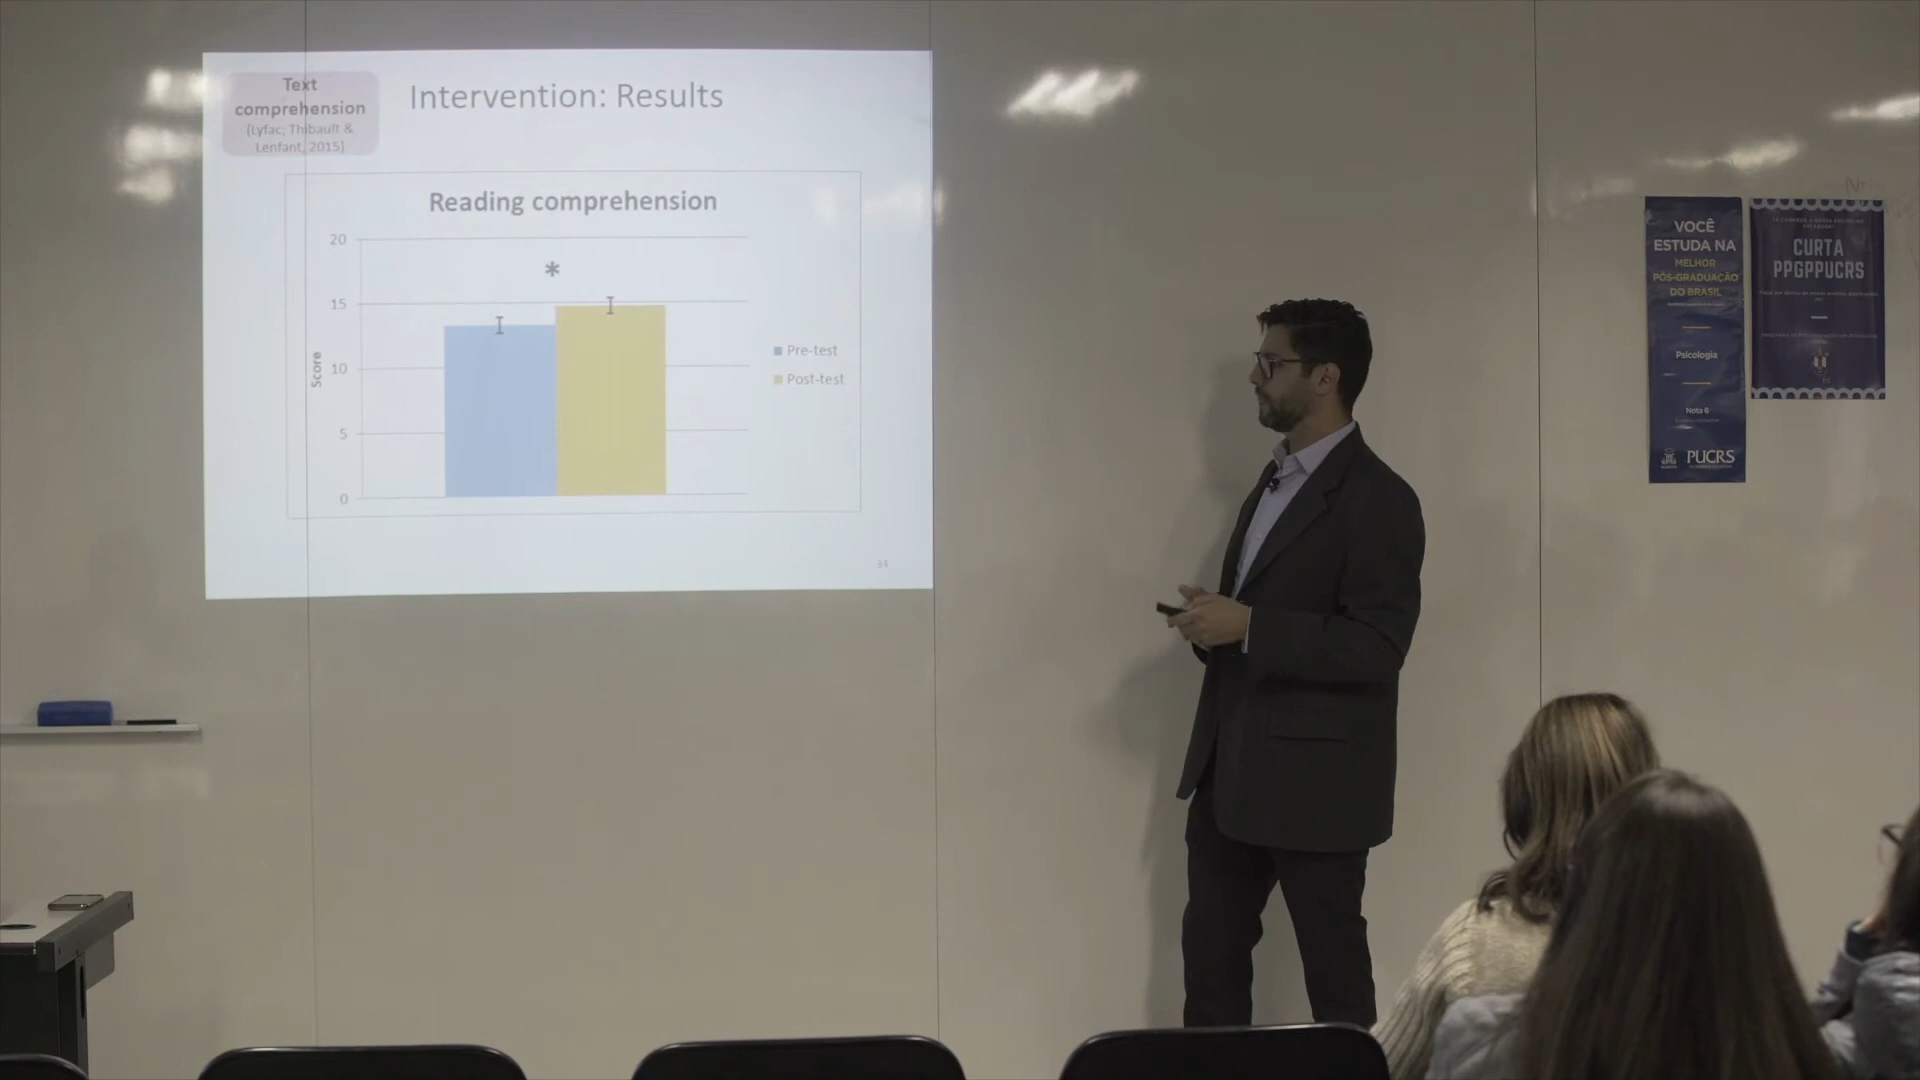 Text
comprehension
(Lyfac; Thibault &
Lenfant, 2015)
Intervention: Results
Reading comprehension
20
*
15
10
5
0
Score
Pre-test
Post-test
34
VOCÊ
ESTUDA NA
MELHOR
PÓS-GRADUAÇÃO
DO BRASIL
Psicologia
Nota 6
PUCRS
CURTA
PPGPPUCRS